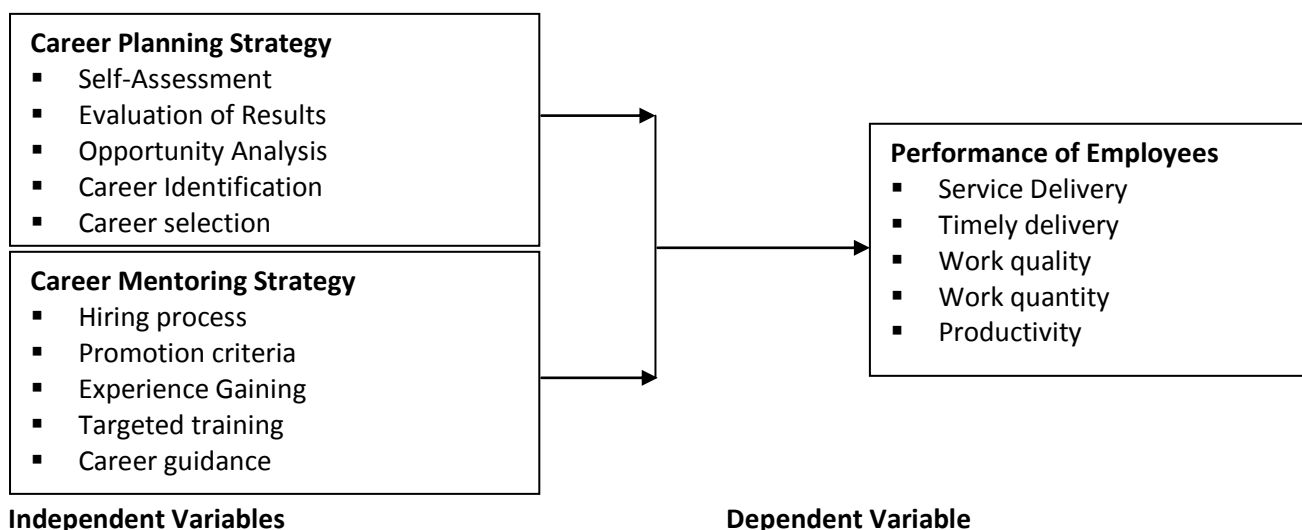 Career Planning Strategy
▪ Self-Assessment
▪ Evaluation of Results
▪ Opportunity Analysis
▪ Career Identification
▪ Career selection
Career Mentoring Strategy
▪ Hiring process
▪ Promotion criteria
▪ Experience Gaining
▪ Targeted training
▪ Career guidance
Performance of Employees
▪ Service Delivery
▪ Timely delivery
▪ Work quality
▪ Work quantity
▪ Productivity
Independent Variables
Dependent Variable